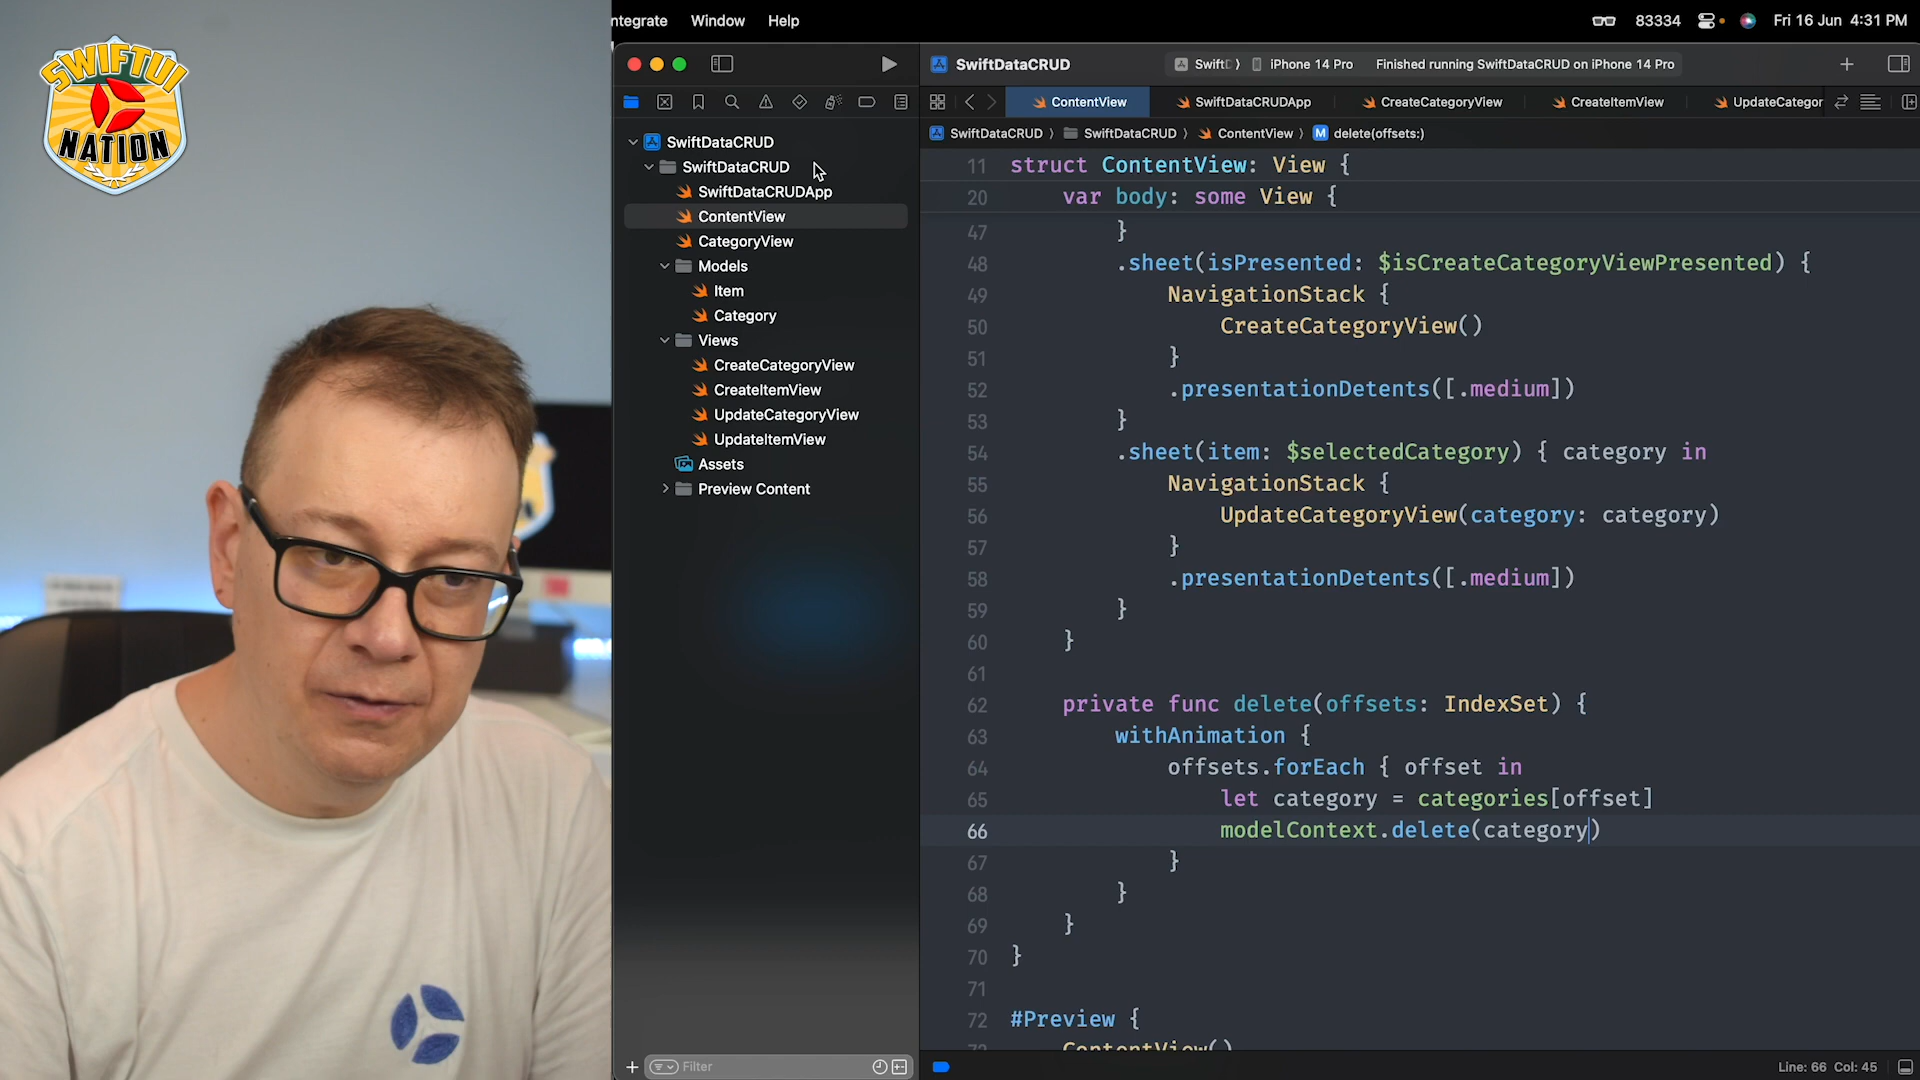 SWIFTUI
NATION
ntegrate Window Help
83334 Fri 16 Jun 4:31 PM
SwiftDataCRUD
Swift
iPhone 14 Pro
Finished running SwiftDataCRUD on iPhone 14 Pro
ContentView SwiftDataCRUDApp CreateCategoryView CreateItemView UpdateCategor
SwiftDataCRUD SwiftDataCRUD ContentView M delete(offsets:)
SwiftDataCRUD
SwiftDataCRUD
SwiftDataCRUDApp
ContentView
CategoryView
Models
Item
Category
Views
CreateCategoryView
CreateItemView
UpdateCategoryView
UpdateItemView
Assets
Preview Content
Filter
11 struct ContentView: View {
20 var body: some View {
47 }
48 .sheet(isPresented: $isCreateCategoryViewPresented) {
49 NavigationStack {
50 CreateCategoryView()
51 }
52 .presentationDetents([.medium])
53 }
54 .sheet(item: $selectedCategory) { category in
55 NavigationStack {
56 UpdateCategoryView(category: category)
57 }
58 .presentationDetents([.medium])
59 }
60 }
61
62 private func delete(offsets: IndexSet) {
63 withAnimation {
64 offsets.forEach { offset in
65 let category = categories[offset]
66 modelContext.delete(category)
67 }
68 }
69 }
70 }
71
72 #Preview {
73 ContentView()
Line: 66 Col: 45